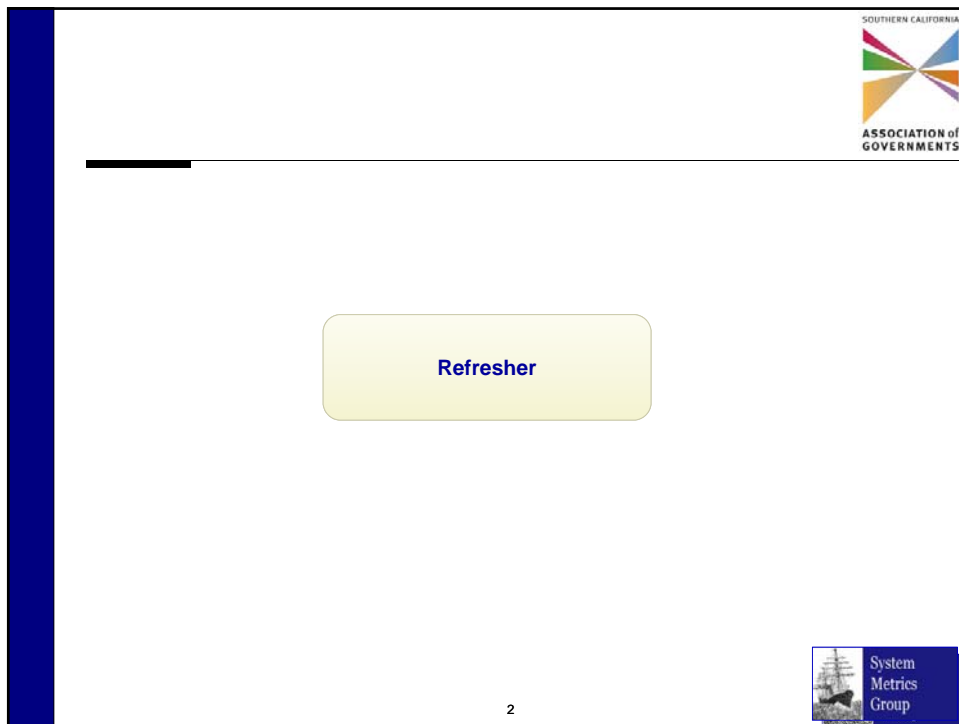 SOUTHERN CALIFORNIA
ASSOCIATION of
GOVERNMENTS
Refresher
System
Metrics
Group
2